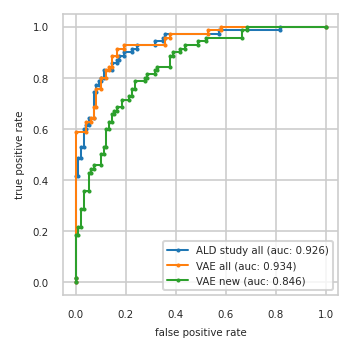 1.0
0.8
0.6
0.4
0.2
0.0
true positive rate
ALD study all (auc: 0.926)
VAE all (auc: 0.934)
VAE new (auc: 0.846)
0.0 0.2 0.4 0.6 0.8 1.0
false positive rate